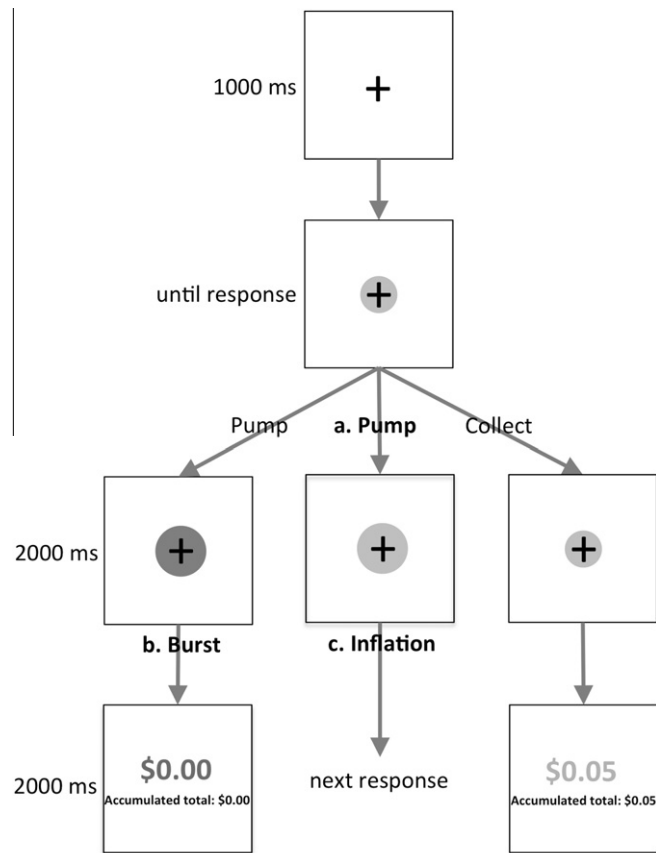 1000 ms
until response
Pump
a. Pump
Collect
2000 ms
b. Burst
c. Inflation
2000 ms
$0.00
Accumulated total: $0.00
next response
$0.05
Accumulated total: $0.05